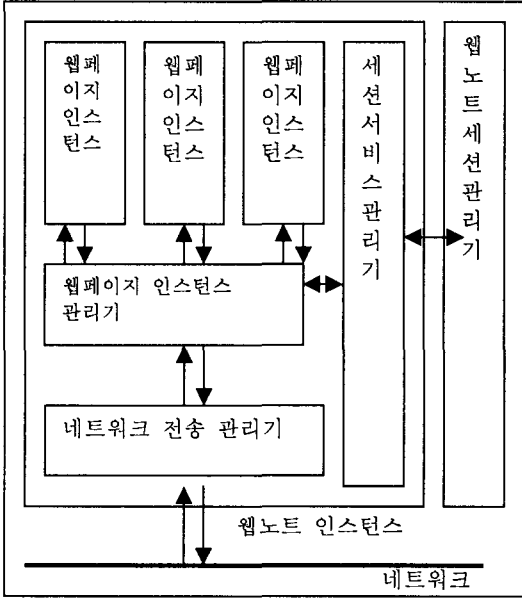 웹페
이지
인스
턴스
웹페
이지
인스
턴스
웹페
이지
인스
턴스
세
션
서
비
스
관
리
기
웹
노
트
세
션
관
리
기
웹페이지 인스턴스
관리기
네트워크 전송 관리기
웹노트 인스턴스
네트워크